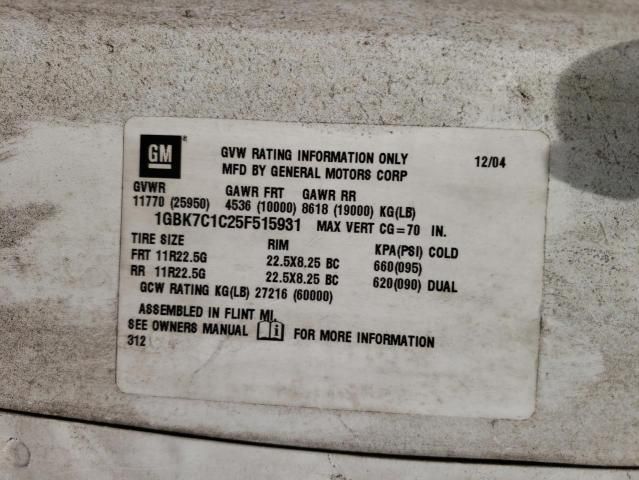 GM ®
GVW RATING INFORMATION ONLY 12/04
MFD BY GENERAL MOTORS CORP
GVWR GAWR FRT GAWR RR
11770 (25950) 4536 (10000) 8618 (19000) KG(LB)
1GBK7C1C25F515931 MAX VERT CG=70 IN.
TIRE SIZE RIM KPA(PSI) COLD
FRT 11R22.5G 22.5X8.25 BC 660(095)
RR 11R22.5G 22.5X8.25 BC 620(090) DUAL
GCW RATING KG(LB) 27216 (60000)
ASSEMBLED IN FLINT MI.
SEE OWNERS MANUAL i FOR MORE INFORMATION
312